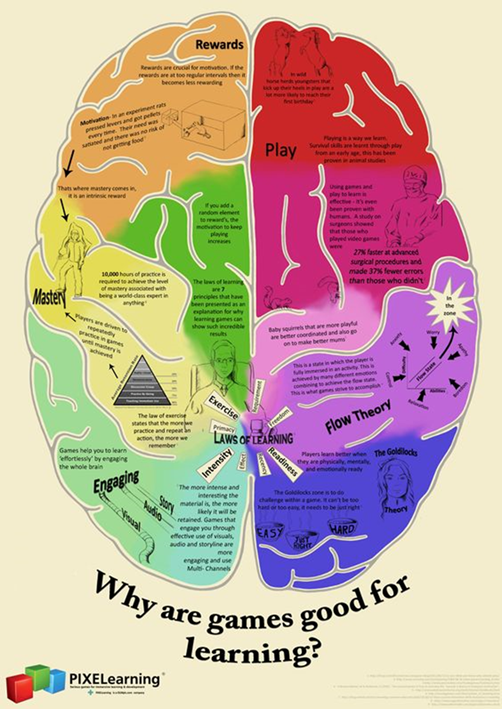 Rewards
Rewards are crucial for motivation. If the
rewards are at too regular intervals then it
becomes less rewarding
Motivation- In an experiment rats
pressed levers and got pellets
every time. Their need was
satiated and there was no risk of
not getting food
Thats where mastery comes in,
it is an intrinsic reward
If you add a
random element
to reward's, the
motivation to keep
playing
increases
In wild
horse herds youngsters that
kick up their heels in play are a
lot more likely to reach their
first birthday
Play
Playing is a way we learn.
Survival skills are learnt through play
from an early age, this has been
proven in animal studies
Using games and
play to learn is
effective - it's even
been proven with
humans. A study on
surgeons showed
that those who
played video games
were
27% faster at advanced
surgical procedures and
made 37% fewer errors
than those who didn't
Mastery
10,000 hours of practice is
required to achieve the level
of mastery associated with
being a world-class expert in
anything
Players are driven to
repeatedly
practice in games
until mastery is
achieved
The laws of learning
are 7
principles that have
been presented as an
explanation for why
learning games can
show such incredible
results
Baby squirrels that are more playful
are better coordinated and also go
on to make better mums
In
the
zone
This is a state in which the player is
fully immersed in an activity. This is
achieved by many different emotions
combining to achieve the flow state.
This is what games strive to accomplish
Anxiety
Worry
Difficulty
Flow State
Control
Abilities
Relaxation
Boredom
Flow Theory
The law of exercise
states that the more we
practice and repeat an
action, the more we
remember
LAWS OF LEARNING
Exercise
Primacy
Intensity
Effect
Requirement
Freedom
Readiness
Recency
Players learn better when
they are physically, mentally,
and emotionally ready
Games help you to learn
'effortlessly' by engaging
the whole brain
Engaging
Story
Audio
Visual
The more intense and
interesting the
material is, the more
likely it will be
retained. Games that
engage you through
effective use of visuals,
audio and storyline are
more
engaging and use
Multi- Channels
The Goldilocks
Theory
The Goldilocks zone is to do
challenge within a game. It can't be too
hard or too easy, it needs to be just right
EASY
JUST
RIGHT
HARD
Why are games good for
learning?
PIXELearning
Serious games for immersive learning & development